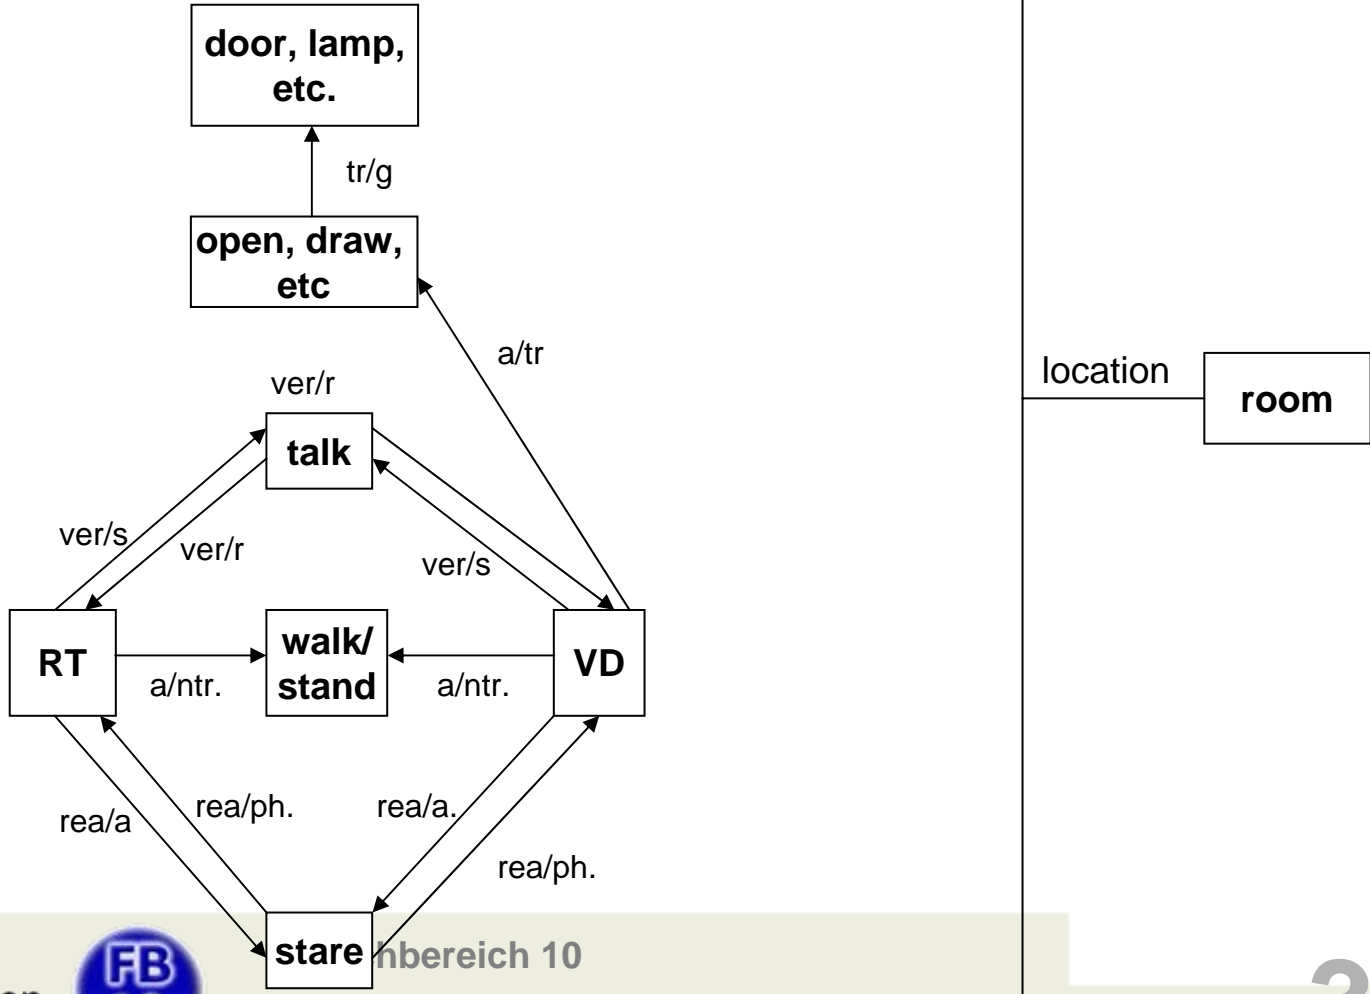 door, lamp,
etc.
tr/g
open, draw,
etc
a/tr
location
room
ver/r
talk
ver/s
ver/r
ver/s
RT
walk/
stand
VD
a/ntr.
a/ntr.
rea/a
rea/ph.
rea/a.
rea/ph.
stare
hbereich 10
FB